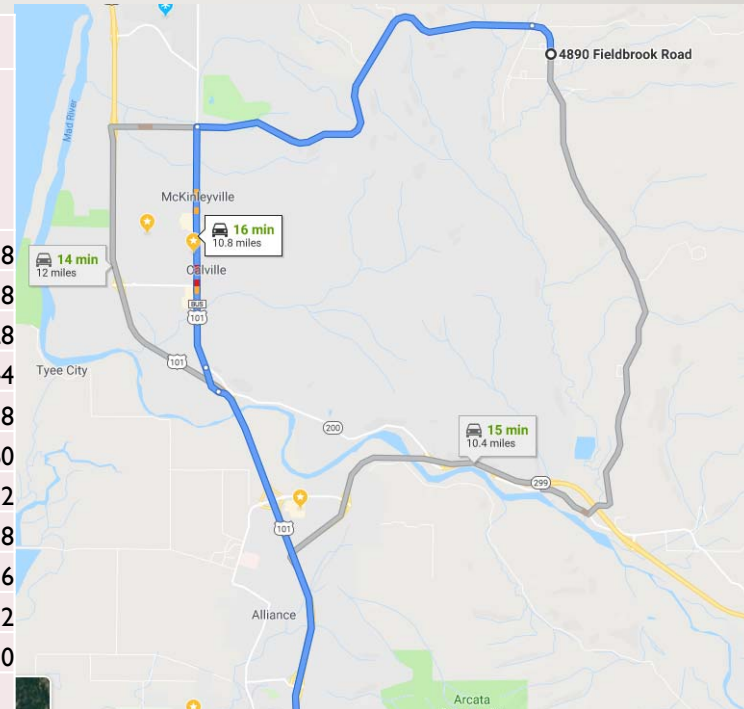 4890 Fieldbrook Road
Mad River
McKinleyville
16 min
10.8 miles
14 min
12 miles
Calville
BUS
101
101
Tyee City
200
15 min
10.4 miles
299
101
Alliance
Arcata
8
8
8
4
8
0
2
8
6
2
0